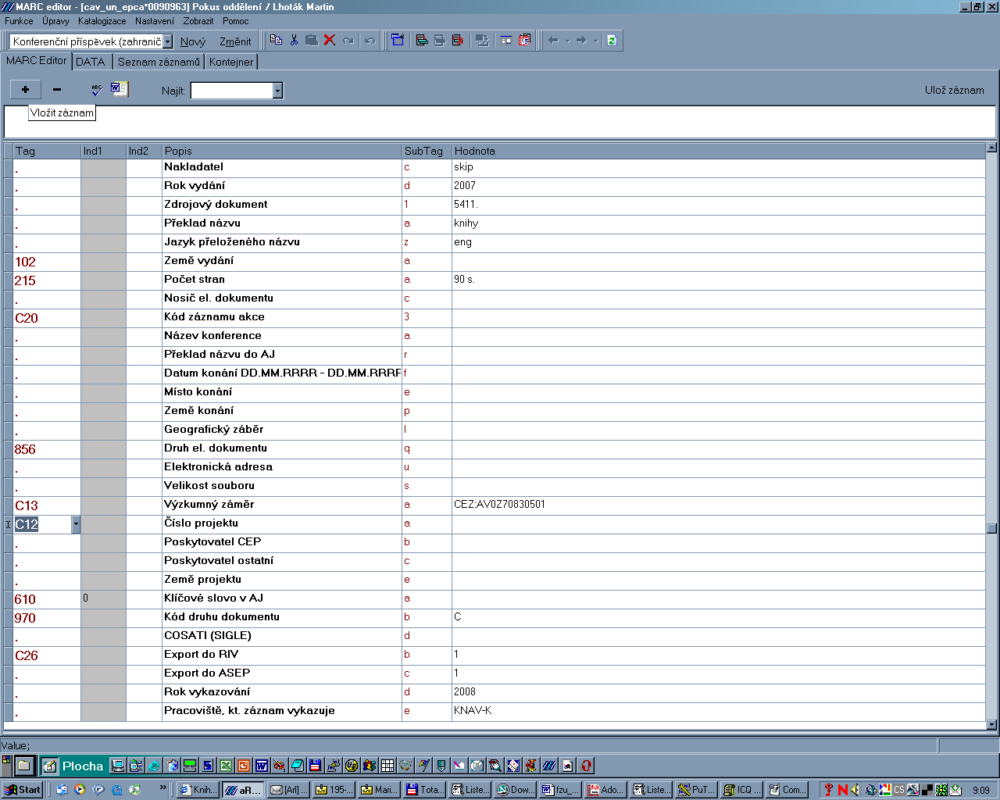 MARC editor - [cav_un_epca*0090963] Pokus oddělení / Lhoták Martin
Funkce Úpravy Katalogizace Nastavení Zobrazit Pomoc
Konferenční příspěvek (zahranič Nový Změnit
MARC Editor DATA Seznam záznamů Kontejner
+ - ABC W Najít: Ulož záznam
Vložit záznam
Tag Ind1 Ind2 Popis SubTag Hodnota
. Nakladatel c skip
. Rok vydání d 2007
. Zdrojový dokument 1 5411.
. Překlad názvu a knihy
. Jazyk přeloženého názvu z eng
102 Země vydání a
215 Počet stran a 90 s.
. Nosič el. dokumentu c
C20 Kód záznamu akce 3
. Název konference a
. Překlad názvu do AJ r
. Datum konání DD.MM.RRRR - DD.MM.RRRR f
. Místo konání e
. Země konání p
. Geografický záběr l
856 Druh el. dokumentu q
. Elektronická adresa u
. Velikost souboru s
C13 Výzkumný záměr a CEZ:AV0Z70830501
C12 Číslo projektu a
. Poskytovatel CEP b
. Poskytovatel ostatní c
. Země projektu e
610 0 Klíčové slovo v AJ a
970 Kód druhu dokumentu b C
. COSATI (SIGLE) d
C26 Export do RIV b 1
. Export do ASEP c 1
. Rok vykazování d 2008
. Pracoviště, kt. záznam vykazuje e KNAV-K
Value;
Plocha
Start » Knih... aR... [Arl] ... 195-... Mari... Tota... Liste... Dow... fzu_... Ado... Liste... PuT... ICQ ... Com... CS 9:09